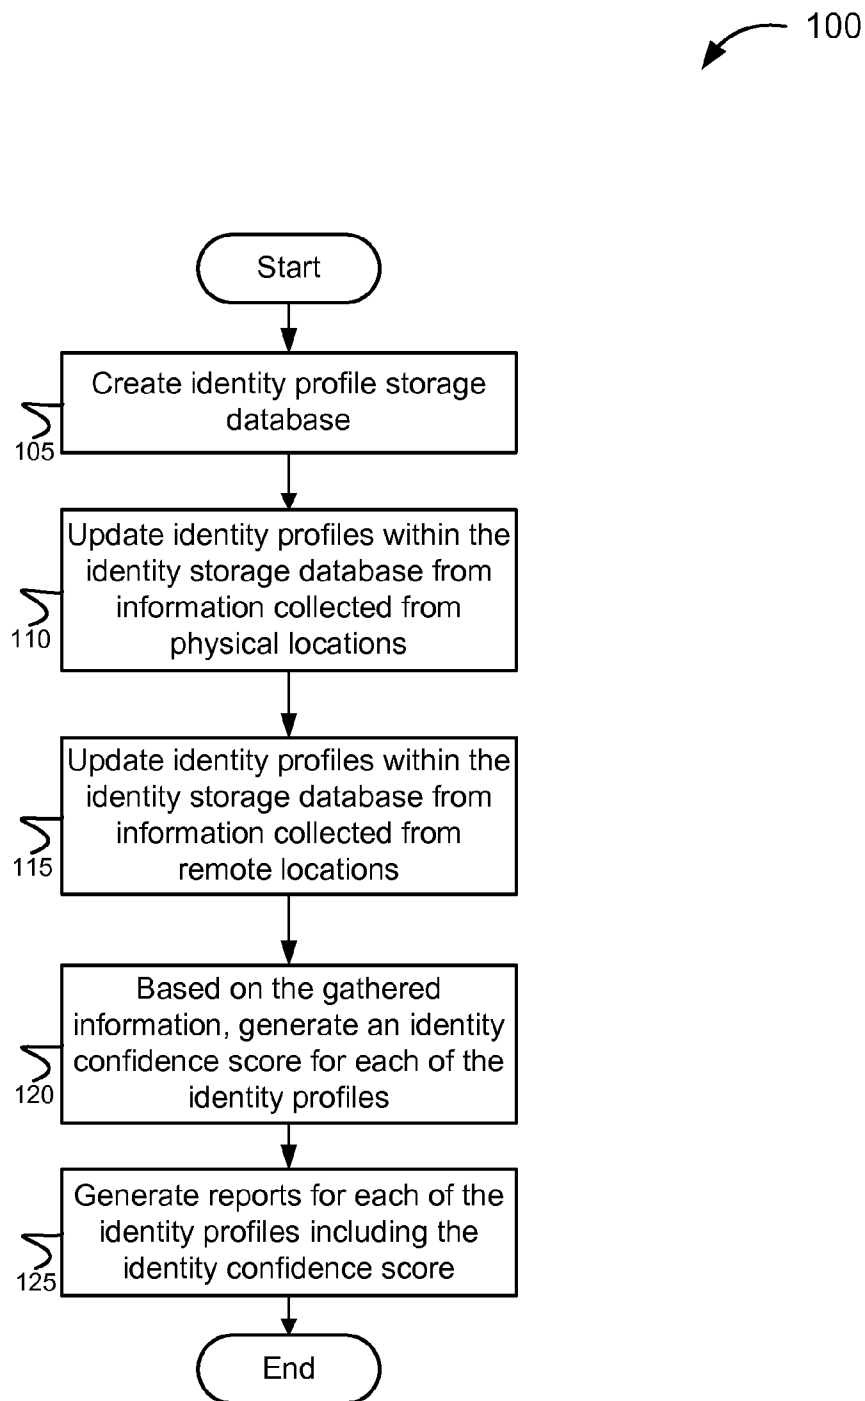 100
Start
Create identity profile storage
database
105
Update identity profiles within the
identity storage database from
information collected from
physical locations
110
Update identity profiles within the
identity storage database from
information collected from
remote locations
115
Based on the gathered
information, generate an identity
confidence score for each of the
identity profiles
120
Generate reports for each of the
identity profiles including the
identity confidence score
125
End